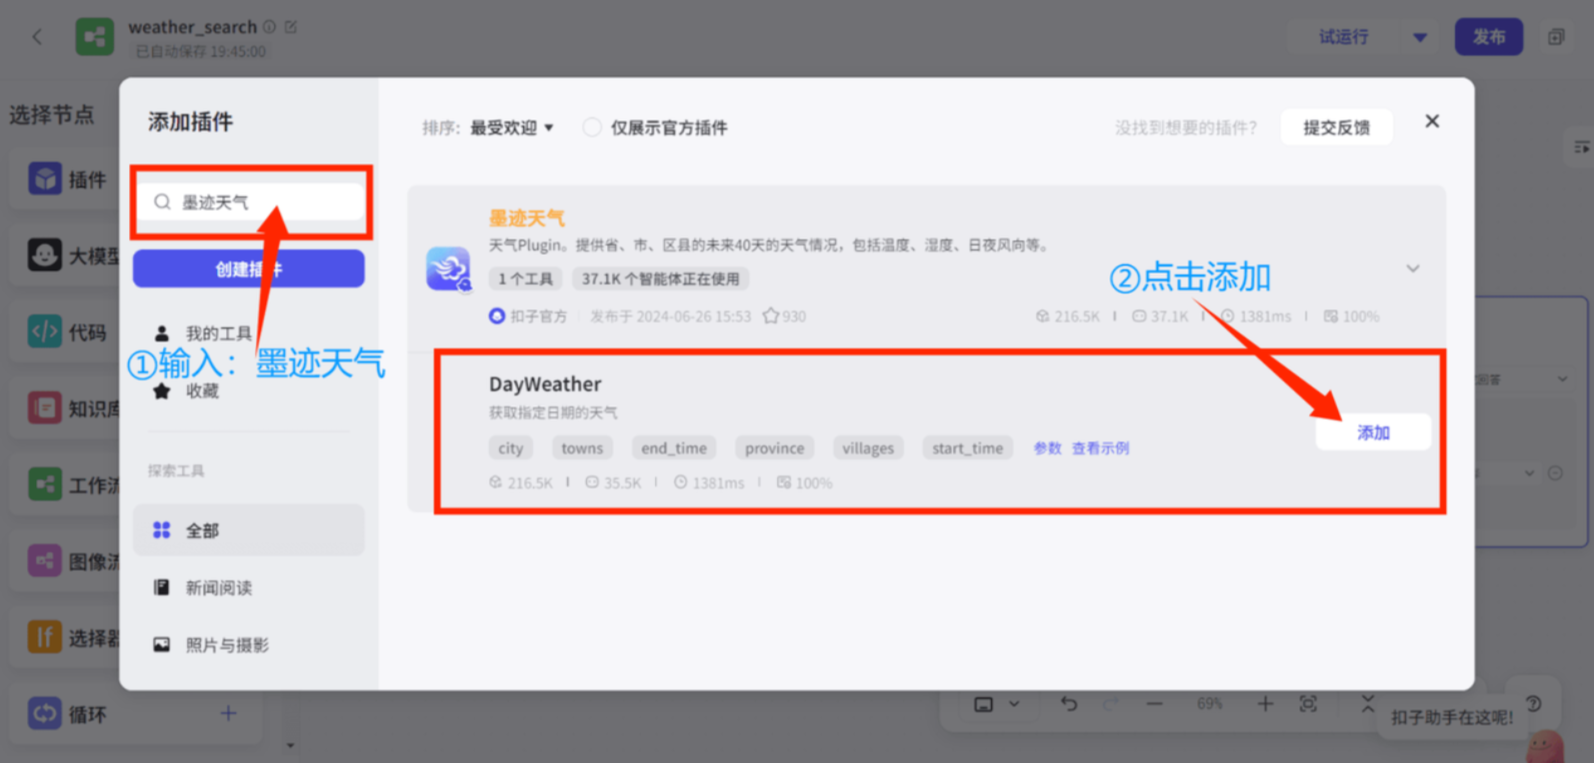 weather_search
已自动保存 19:45:00
试运行
发布
选择节点
插件
大模型
代码
知识库
工作流
图像流
If 选择器
循环
添加插件
墨迹天气
创建插件
我的工具
①输入：墨迹天气
收藏
探索工具
全部
新闻阅读
照片与摄影
排序: 最受欢迎
仅展示官方插件
没找到想要的插件?
提交反馈
墨迹天气
天气Plugin。提供省、市、区县的未来40天的天气情况，包括温度、湿度、日夜风向等。
1 个工具 37.1K 个智能体正在使用
扣子官方 发布于 2024-06-26 15:53 930
216.5K 37.1K 1381ms 100%
②点击添加
DayWeather
获取指定日期的天气
city towns end_time province villages start_time 参数 查看示例
216.5K 35.5K 1381ms 100%
添加
69%
扣子助手在这呢!